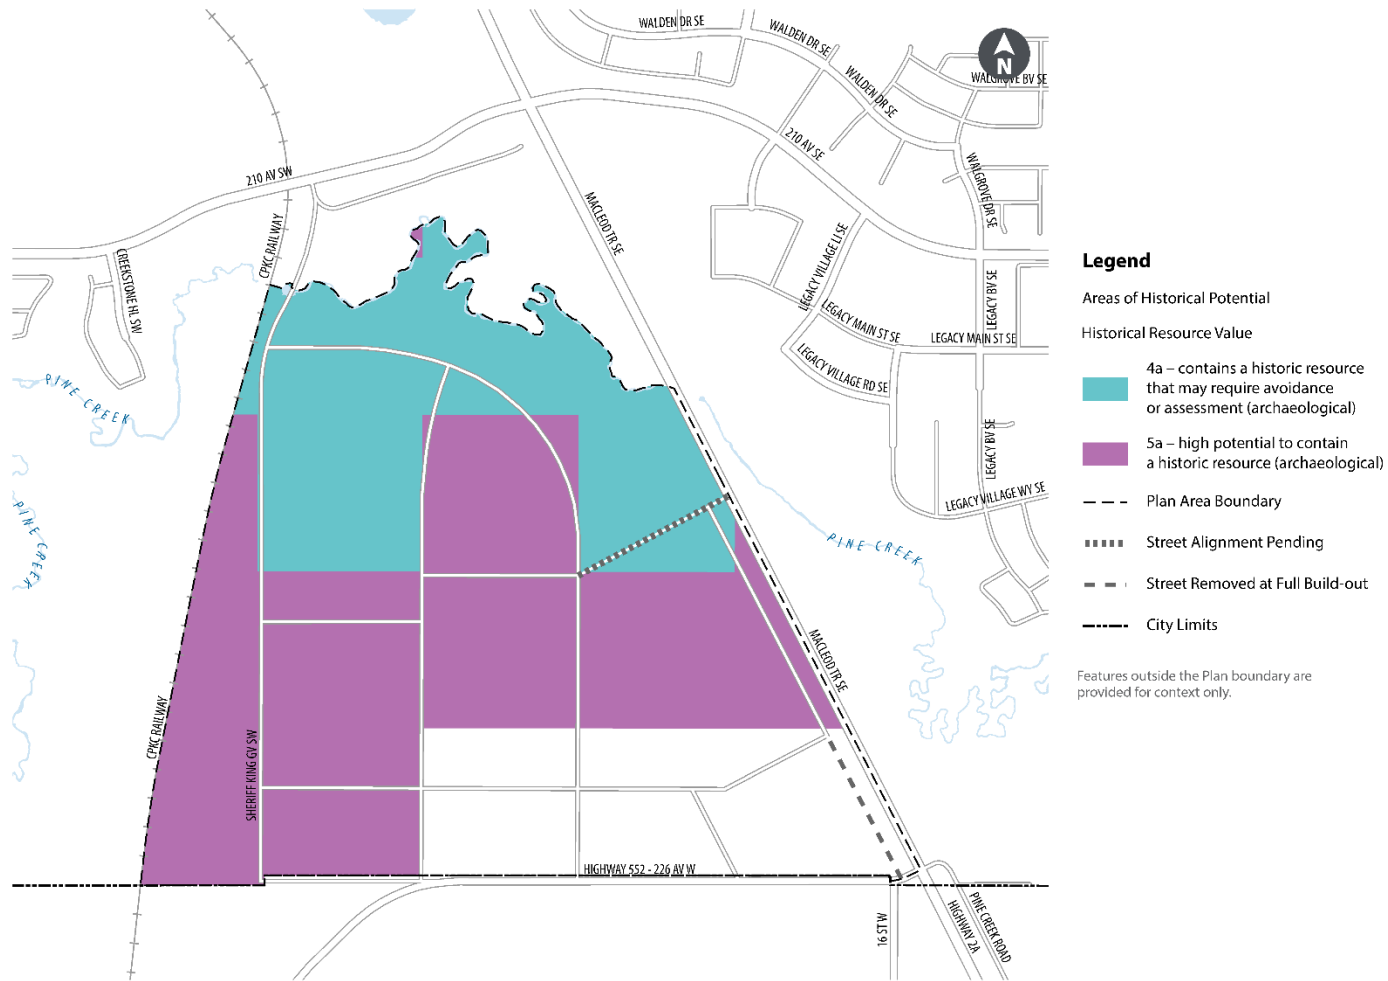 WALDEN DR SE
WALDEN DR SE
WALDEN DR SE
N
WALGROVE BV SE
210 AV SE
WALGROVE DR SE
210 AV SW
CPKC RAILWAY
MACLEOD TR SE
CREEKSTONE HL SW
LEGACY VILLAGE LI SE
LEGACY BV SE
LEGACY MAIN ST SE
LEGACY MAIN ST SE
LEGACY VILLAGE RD SE
PINE CREEK
LEGACY BV SE
LEGACY VILLAGE WY SE
PINE CREEK
PINE CREEK
MACLEOD TR SE
CPKC RAILWAY
SHERIFF KING GV SW
HIGHWAY 552 - 226 AV W
16 ST W
HIGHWAY 2A
PINE CREEK ROAD
Legend
Areas of Historical Potential
Historical Resource Value
4a – contains a historic resource
that may require avoidance
or assessment (archaeological)
5a – high potential to contain
a historic resource (archaeological)
Plan Area Boundary
Street Alignment Pending
Street Removed at Full Build-out
City Limits
Features outside the Plan boundary are
provided for context only.